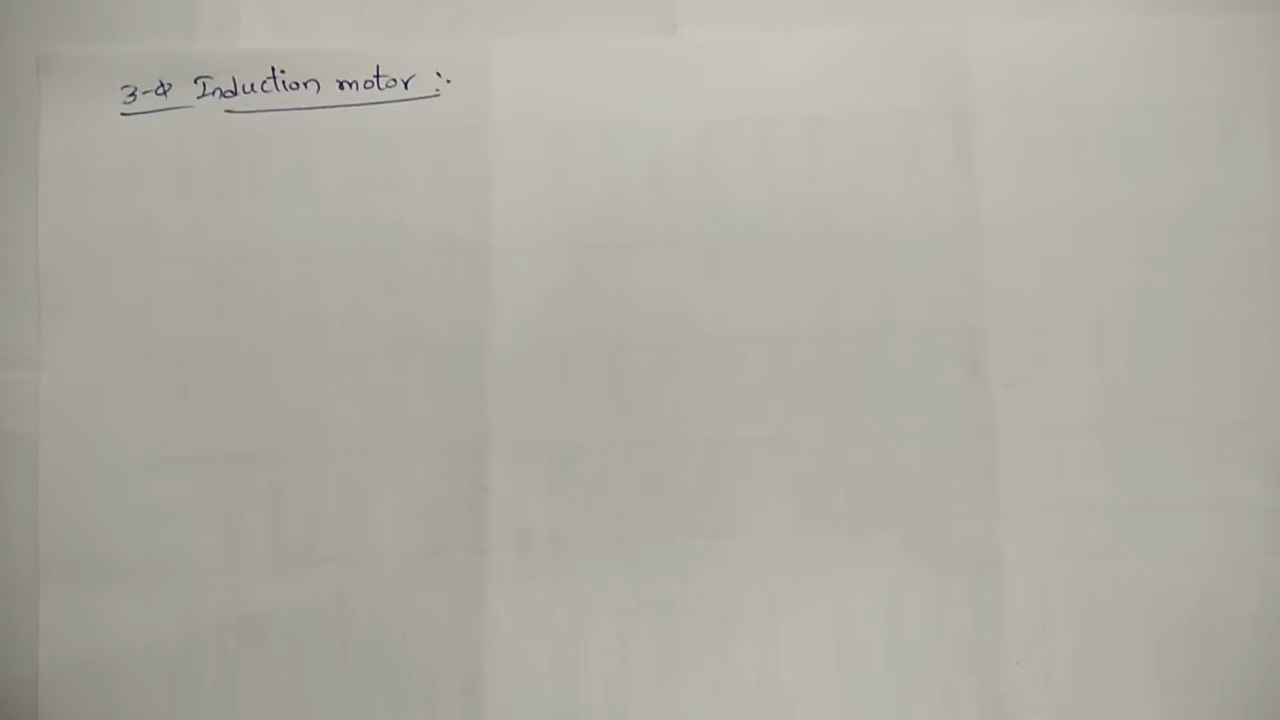 3-Φ Induction motor :-